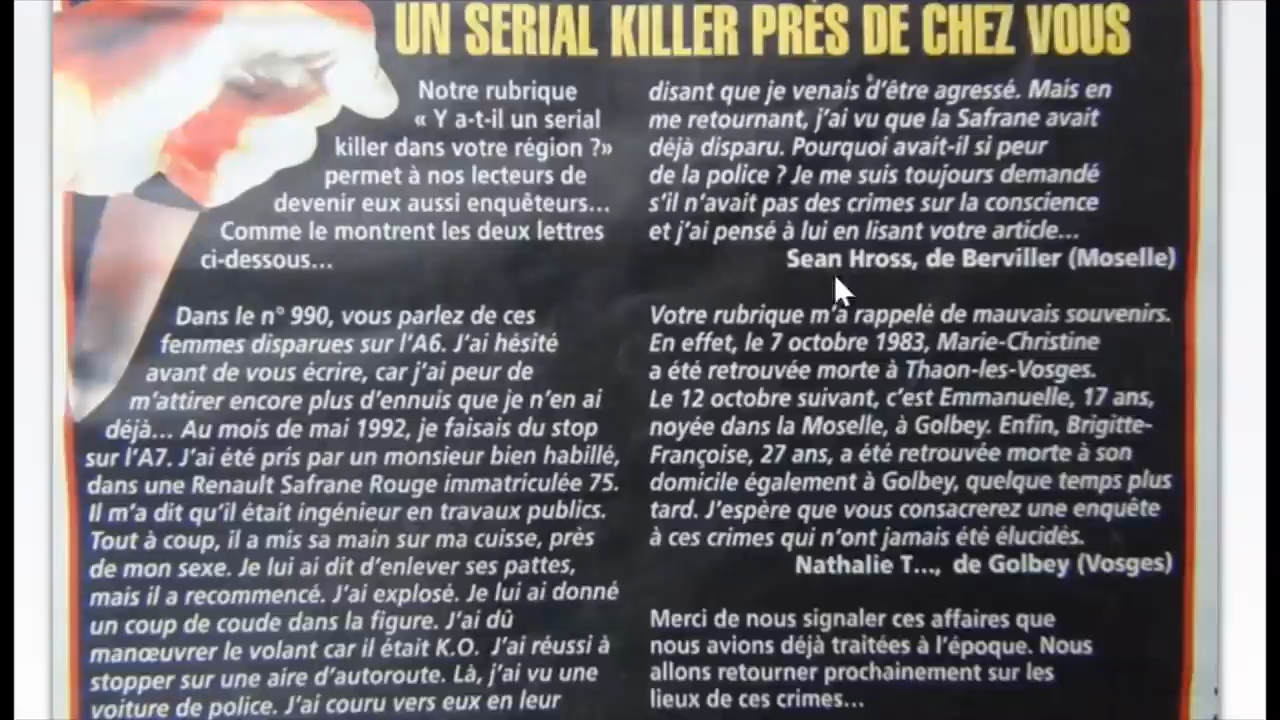 UN SERIAL KILLER PRÈS DE CHEZ VOUS
Notre rubrique
« Y a-t-il un serial
killer dans votre région ?»
permet à nos lecteurs de
devenir eux aussi enquêteurs...
Comme le montrent les deux lettres
ci-dessous...
Dans le n° 990, vous parlez de ces
femmes disparues sur l'A6. J'ai hésité
avant de vous écrire, car j'ai peur de
m'attirer encore plus d'ennuis que je n'en ai
déjà... Au mois de mai 1992, je faisais du stop
sur l'A7. J'ai été pris par un monsieur bien habillé,
dans une Renault Safrane Rouge immatriculée 75.
Il m'a dit qu'il était ingénieur en travaux publics.
Tout à coup, il a mis sa main sur ma cuisse, près
de mon sexe. Je lui ai dit d'enlever ses pattes,
mais il a recommencé. J'ai explosé. Je lui ai donné
un coup de coude dans la figure. J'ai dû
manœuvrer le volant car il était K.O. J'ai réussi à
stopper sur une aire d'autoroute. Là, j'ai vu une
voiture de police. J'ai couru vers eux en leur
disant que je venais d'être agressé. Mais en
me retournant, j'ai vu que la Safrane avait
déjà disparu. Pourquoi avait-il si peur
de la police ? Je me suis toujours demandé
s'il n'avait pas des crimes sur la conscience
et j'ai pensé à lui en lisant votre article...
Sean Hross, de Berviller (Moselle)
Votre rubrique m'a rappelé de mauvais souvenirs.
En effet, le 7 octobre 1983, Marie-Christine
a été retrouvée morte à Thaon-les-Vosges.
Le 12 octobre suivant, c'est Emmanuelle, 17 ans,
noyée dans la Moselle, à Golbey. Enfin, Brigitte-
Françoise, 27 ans, a été retrouvée morte à son
domicile également à Golbey, quelque temps plus
tard. J'espère que vous consacrerez une enquête
à ces crimes qui n'ont jamais été élucidés.
Nathalie T..., de Golbey (Vosges)
Merci de nous signaler ces affaires que
nous avions déjà traitées à l'époque. Nous
allons retourner prochainement sur les
lieux de ces crimes...